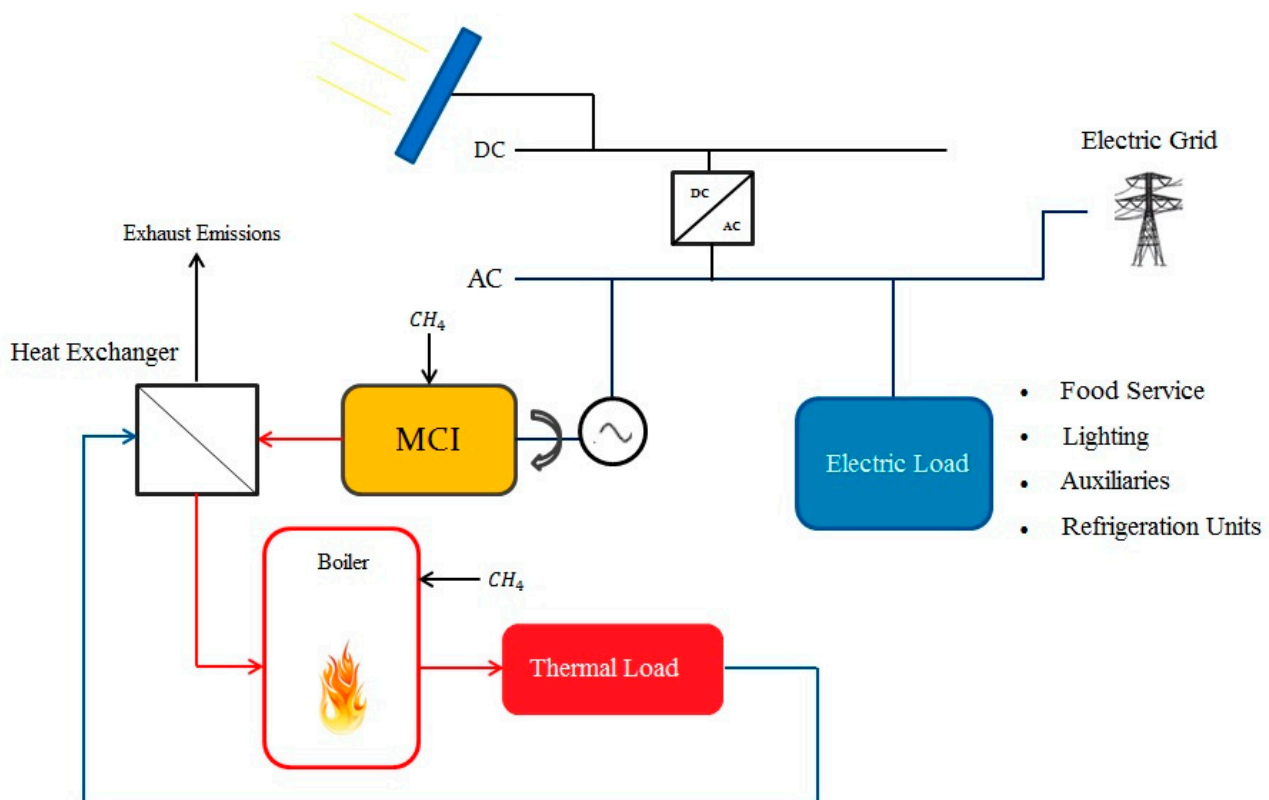 DC
Electric Grid
DC
AC
Exhaust Emissions
AC
CH₄
Heat Exchanger
MCI
Electric Load
• Food Service
• Lighting
• Auxiliaries
• Refrigeration Units
Boiler
CH₄
Thermal Load